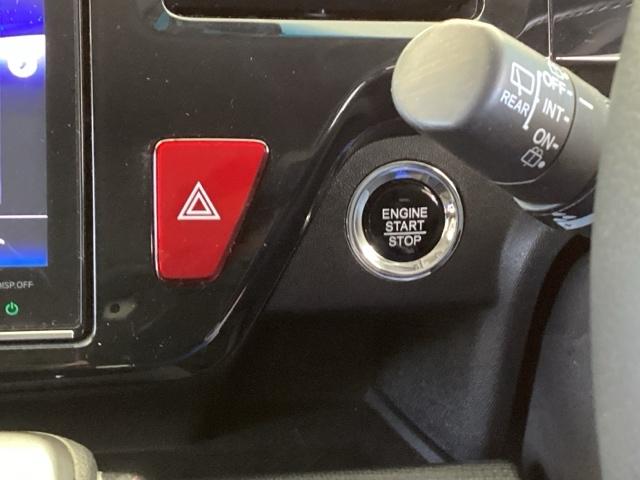 OFF
REAR
INT-
ON-
ENGINE
START
STOP
DISP.OFF